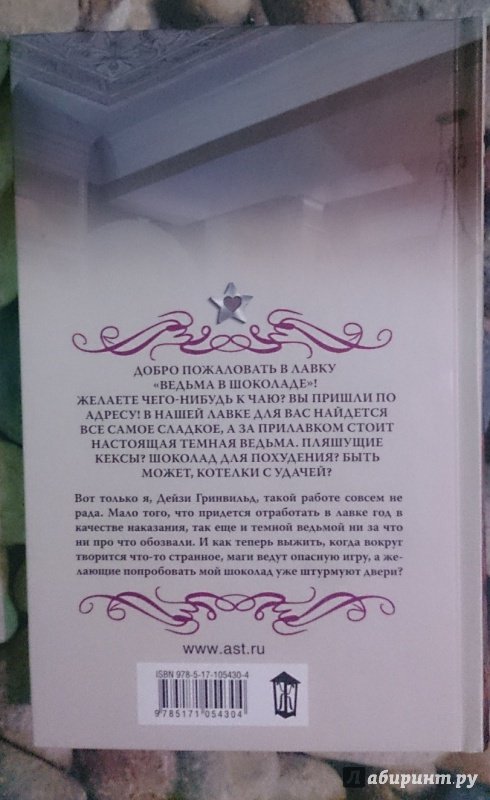 ДОБРО ПОЖАЛОВАТЬ В ЛАВКУ
«ВЕДЬМА В ШОКОЛАДЕ»!
ЖЕЛАЕТЕ ЧЕГО-НИБУДЬ К ЧАЮ? ВЫ ПРИШЛИ ПО
АДРЕСУ! В НАШЕЙ ЛАВКЕ ДЛЯ ВАС НАЙДЕТСЯ
ВСЕ САМОЕ СЛАДКОЕ, А ЗА ПРИЛАВКОМ СТОИТ
НАСТОЯЩАЯ ТЕМНАЯ ВЕДЬМА. ПЛЯШУЩИЕ
КЕКСЫ? ШОКОЛАД ДЛЯ ПОХУДЕНИЯ? БЫТЬ
МОЖЕТ, КОТЕЛКИ С УДАЧЕЙ?
Вот только я, Дейзи Гринвильд, такой работе совсем не
рада. Мало того, что придется отработать в лавке год в
качестве наказания, так еще и темной ведьмой ни за что
ни про что обозвали. И как теперь выжить, когда вокруг
творится что-то странное, маги ведут опасную игру, а же-
лающие попробовать мой шоколад уже штурмуют двери?
www.ast.ru
ISBN 978-5-17-105430-4
9785171054304
Ж
Лабиринт.ру